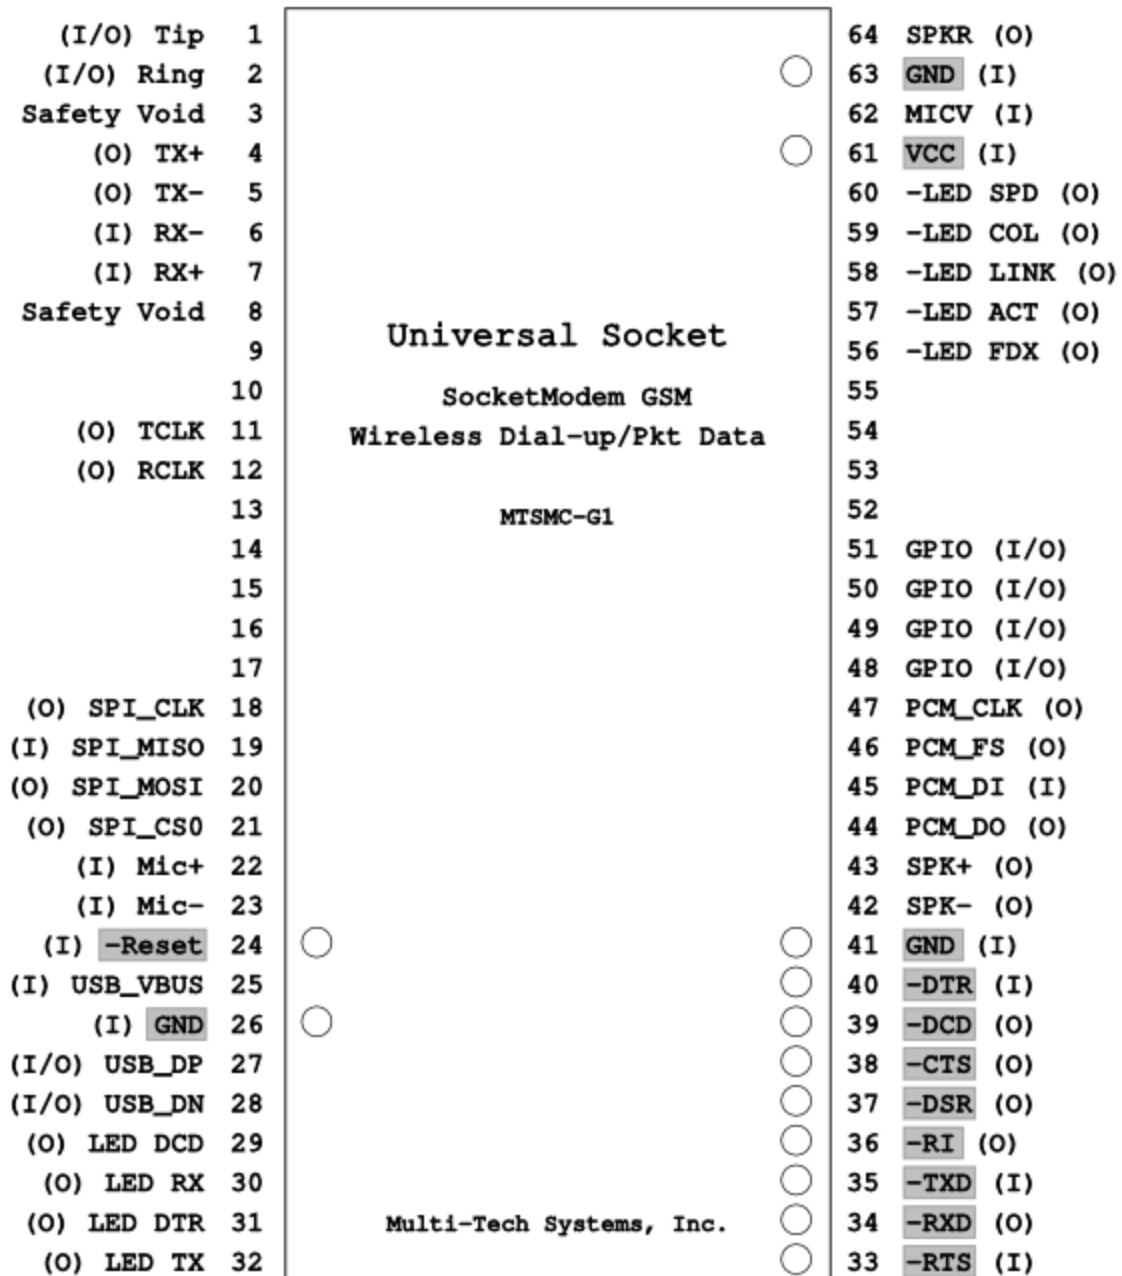 (I/O) Tip 1 64 SPKR (O)
(I/O) Ring 2 63 GND (I)
Safety Void 3 62 MICV (I)
(O) TX+ 4 61 VCC (I)
(O) TX- 5 60 -LED SPD (O)
(I) RX- 6 59 -LED COL (O)
(I) RX+ 7 58 -LED LINK (O)
Safety Void 8 57 -LED ACT (O)
Universal Socket
9 56 -LED FDX (O)
10 55
SocketModem GSM
(O) TCLK 11 54
Wireless Dial-up/Pkt Data
(O) RCLK 12 53
13 52
MTSMC-G1
14 51 GPIO (I/O)
15 50 GPIO (I/O)
16 49 GPIO (I/O)
17 48 GPIO (I/O)
(O) SPI_CLK 18 47 PCM_CLK (O)
(I) SPI_MISO 19 46 PCM_FS (O)
(O) SPI_MOSI 20 45 PCM_DI (I)
(O) SPI_CS0 21 44 PCM_DO (O)
(I) Mic+ 22 43 SPK+ (O)
(I) Mic- 23 42 SPK- (O)
(I) -Reset 24 41 GND (I)
(I) USB_VBUS 25 40 -DTR (I)
(I) GND 26 39 -DCD (O)
(I/O) USB_DP 27 38 -CTS (O)
(I/O) USB_DN 28 37 -DSR (O)
(O) LED DCD 29 36 -RI (O)
(O) LED RX 30 35 -TXD (I)
(O) LED DTR 31 Multi-Tech Systems, Inc. 34 -RXD (O)
(O) LED TX 32 33 -RTS (I)